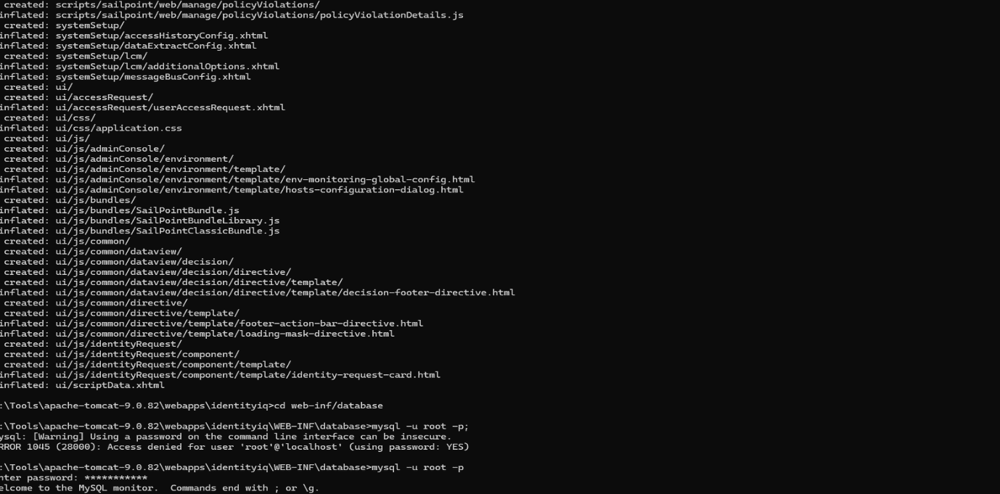 created: scripts/sailpoint/web/manage/policyViolations/
inflated: scripts/sailpoint/web/manage/policyViolations/policyViolationDetails.js
created: systemSetup/
inflated: systemSetup/accessHistoryConfig.xhtml
inflated: systemSetup/dataExtractConfig.xhtml
created: systemSetup/lcm/
inflated: systemSetup/lcm/additionalOptions.xhtml
inflated: systemSetup/messageBusConfig.xhtml
created: ui/
created: ui/accessRequest/
inflated: ui/accessRequest/userAccessRequest.xhtml
created: ui/css/
inflated: ui/css/application.css
created: ui/js/
created: ui/js/adminConsole/
created: ui/js/adminConsole/environment/
created: ui/js/adminConsole/environment/template/
inflated: ui/js/adminConsole/environment/template/env-monitoring-global-config.html
inflated: ui/js/adminConsole/environment/template/hosts-configuration-dialog.html
created: ui/js/bundles/
inflated: ui/js/bundles/SailPointBundle.js
inflated: ui/js/bundles/SailPointBundleLibrary.js
inflated: ui/js/bundles/SailPointClassicBundle.js
created: ui/js/common/
created: ui/js/common/dataview/
created: ui/js/common/dataview/decision/
created: ui/js/common/dataview/decision/directive/
created: ui/js/common/dataview/decision/directive/template/
inflated: ui/js/common/dataview/decision/directive/template/decision-footer-directive.html
created: ui/js/common/directive/
created: ui/js/common/directive/template/
inflated: ui/js/common/directive/template/footer-action-bar-directive.html
inflated: ui/js/common/directive/template/loading-mask-directive.html
created: ui/js/identityRequest/
created: ui/js/identityRequest/component/
created: ui/js/identityRequest/component/template/
inflated: ui/js/identityRequest/component/template/identity-request-card.html
inflated: ui/scriptData.xhtml
:\Tools\apache-tomcat-9.0.82\webapps\identityiq>cd web-inf/database
:\Tools\apache-tomcat-9.0.82\webapps\identityiq\WEB-INF\database>mysql -u root -p;
ysql: [Warning] Using a password on the command line interface can be insecure.
RROR 1045 (28000): Access denied for user 'root'@'localhost' (using password: YES)
:\Tools\apache-tomcat-9.0.82\webapps\identityiq\WEB-INF\database>mysql -u root -p
nter password: ***********
elcome to the MySQL monitor.  Commands end with ; or \g.